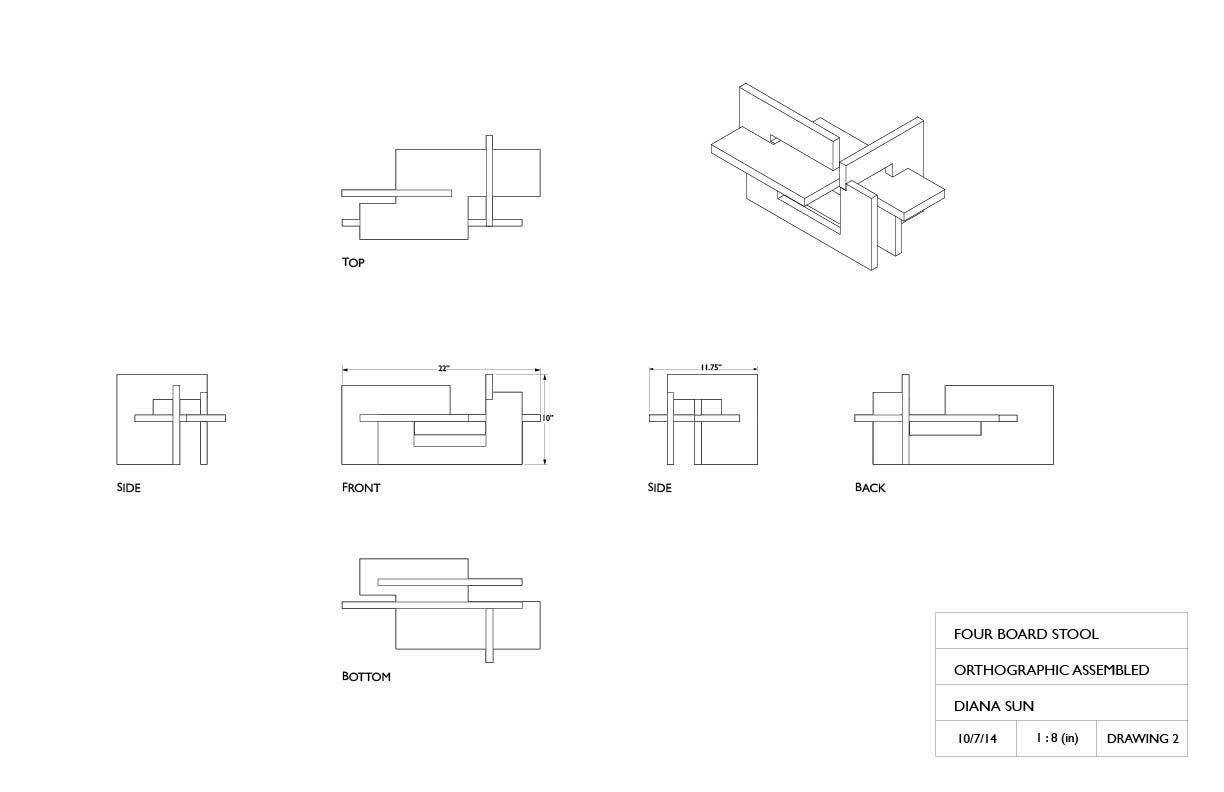 TOP
22"
11.75"
10"
SIDE
FRONT
SIDE
BACK
BOTTOM
FOUR BOARD STOOL
ORTHOGRAPHIC ASSEMBLED
DIANA SUN
10/7/14 1 : 8 (in) DRAWING 2